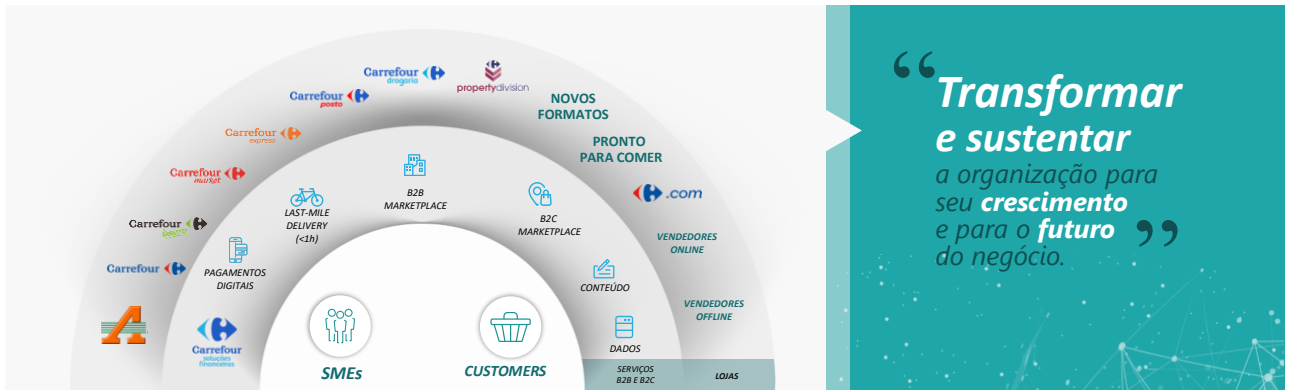 Carrefour
drogaria
propertydivision
Carrefour
posto
NOVOS
FORMATOS
Carrefour
express
PRONTO
PARA COMER
Carrefour
market
B2B
MARKETPLACE
.com
LAST-MILE
DELIVERY
(<1h)
B2C
MARKETPLACE
Carrefour
bairro
VENDEDORES
ONLINE
Carrefour
PAGAMENTOS
DIGITAIS
CONTEÚDO
VENDEDORES
OFFLINE
A
Carrefour
soluções
financeiras
DADOS
SMEs
CUSTOMERS
SERVIÇOS
B2B E B2C
LOJAS
“Transformar
e sustentar
a organização para
seu crescimento
e para o futuro”
do negócio.